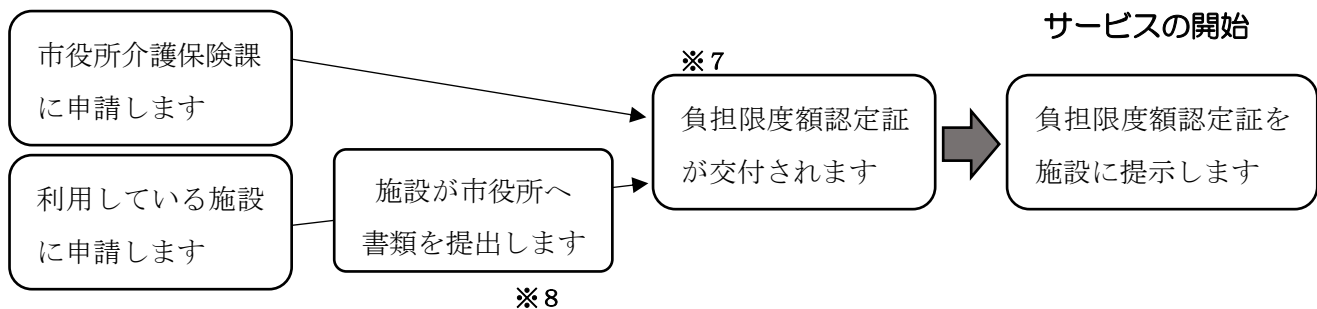 サービスの開始
市役所介護保険課
に申請します
※７
負担限度額認定証
が交付されます
負担限度額認定証を
施設に提示します
利用している施設
に申請します
施設が市役所へ
書類を提出します
※８